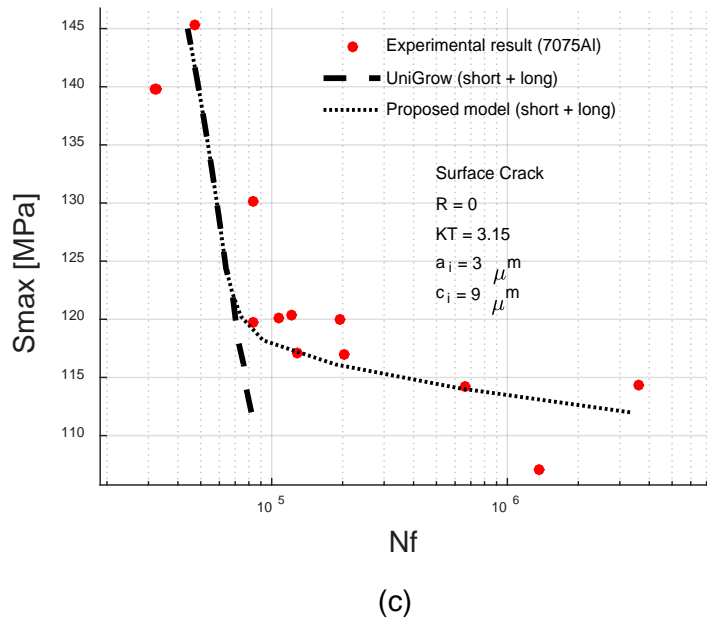 145
140
135
130
125
120
115
110
Smax [MPa]
Experimental result (7075Al)
UniGrow (short + long)
Proposed model (short + long)
Surface Crack
R = 0
KT = 3.15
a i = 3 μm
c i = 9 μm
10 5
10 6
Nf
(c)